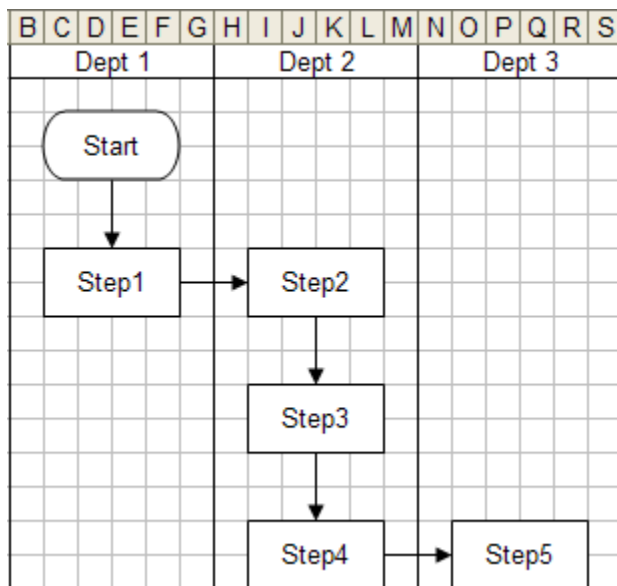 B C D E F G H I J K L M N O P Q R S
Dept 1 Dept 2 Dept 3
Start
Step1 Step2
Step3
Step4 Step5